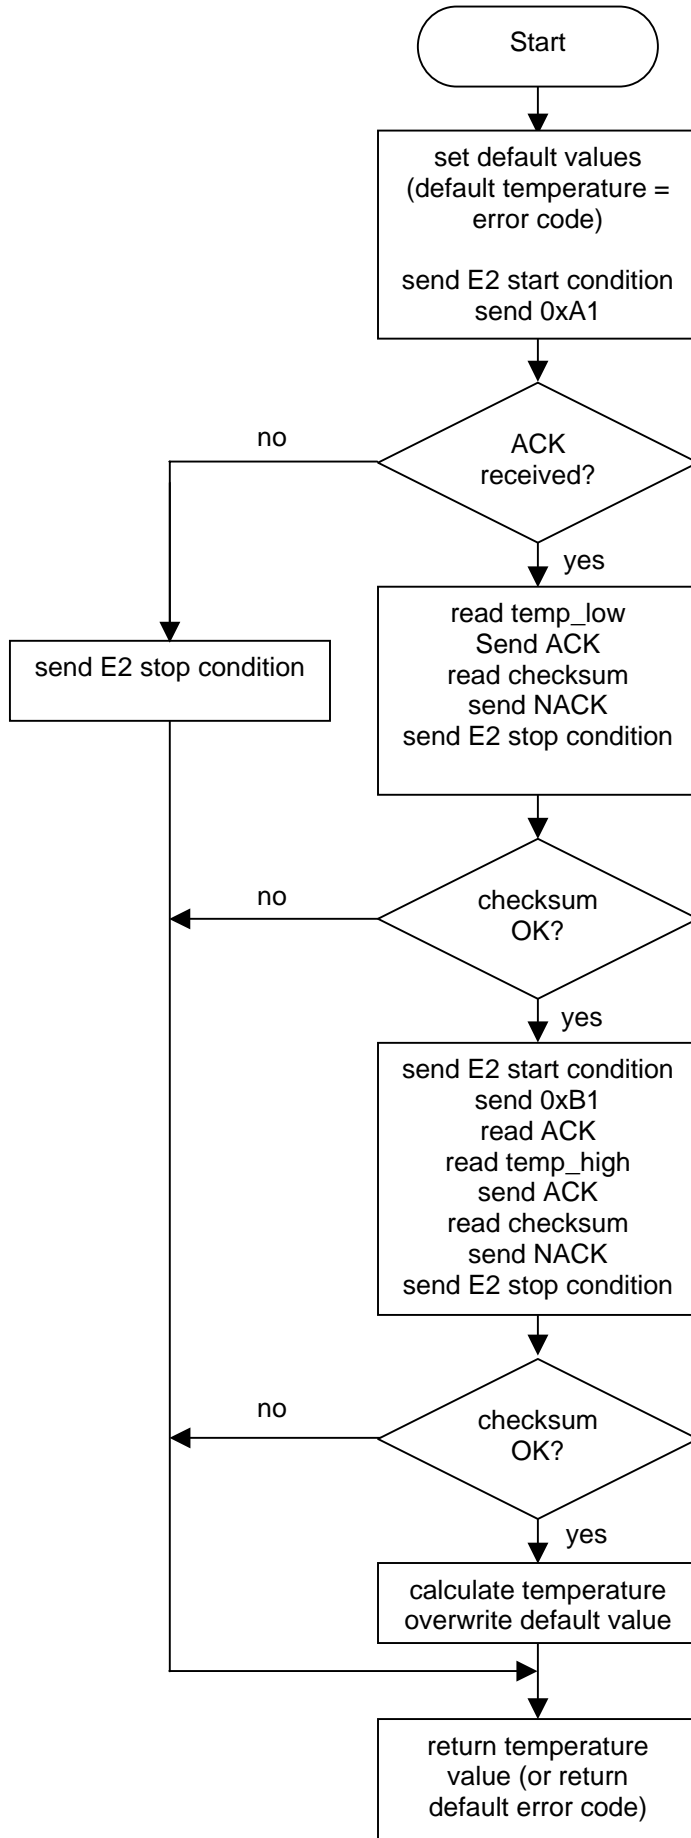 Start
set default values
(default temperature =
error code)
send E2 start condition
send 0xA1
no
ACK
received?
yes
read temp_low
Send ACK
read checksum
send NACK
send E2 stop condition
send E2 stop condition
no
checksum
OK?
yes
send E2 start condition
send 0xB1
read ACK
read temp_high
send ACK
read checksum
send NACK
send E2 stop condition
no
checksum
OK?
yes
calculate temperature
overwrite default value
return temperature
value (or return
default error code)